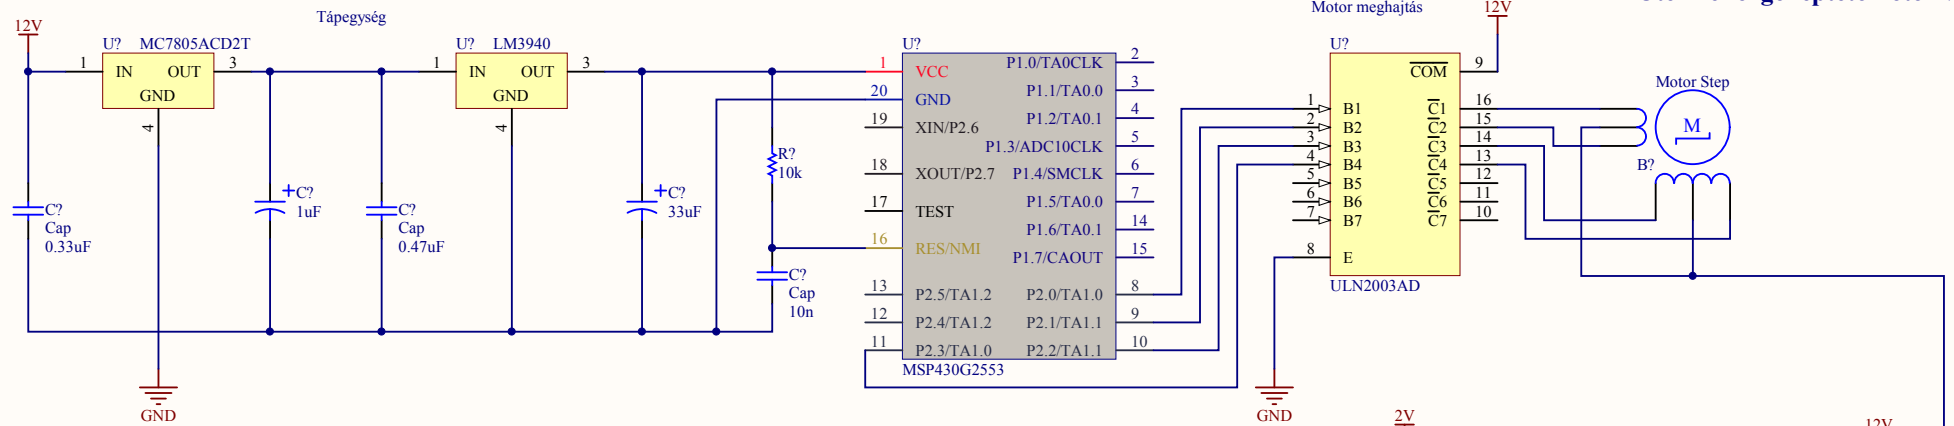 Tápegység
12V
U? MC7805ACD2T
1 IN OUT 3
GND
4
C?
Cap
0.33uF
GND
C?
1uF
C?
Cap
0.47uF
U? LM3940
1 IN OUT 3
GND
4
C?
33uF
R?
10k
C?
Cap
10n
U?
1 VCC
20 GND
19 XIN/P2.6
18 XOUT/P2.7
17 TEST
16 RES/NMI
13 P2.5/TA1.2
12 P2.4/TA1.2
11 P2.3/TA1.0
P1.0/TA0CLK 2
P1.1/TA0.0 3
P1.2/TA0.1 4
P1.3/ADC10CLK 5
P1.4/SMCLK 6
P1.5/TA0.0 7
P1.6/TA0.1 14
P1.7/CAOUT 15
P2.0/TA1.0 8
P2.1/TA1.1 9
P2.2/TA1.1 10
MSP430G2553
Motor meghajtás
12V
U?
COM 9
1 B1 C1 16
2 B2 C2 15
3 B3 C3 14
4 B4 C4 13
5 B5 C5 12
6 B6 C6 11
7 B7 C7 10
8 E
ULN2003AD
GND
Motor Step
M
B?
2V
12V